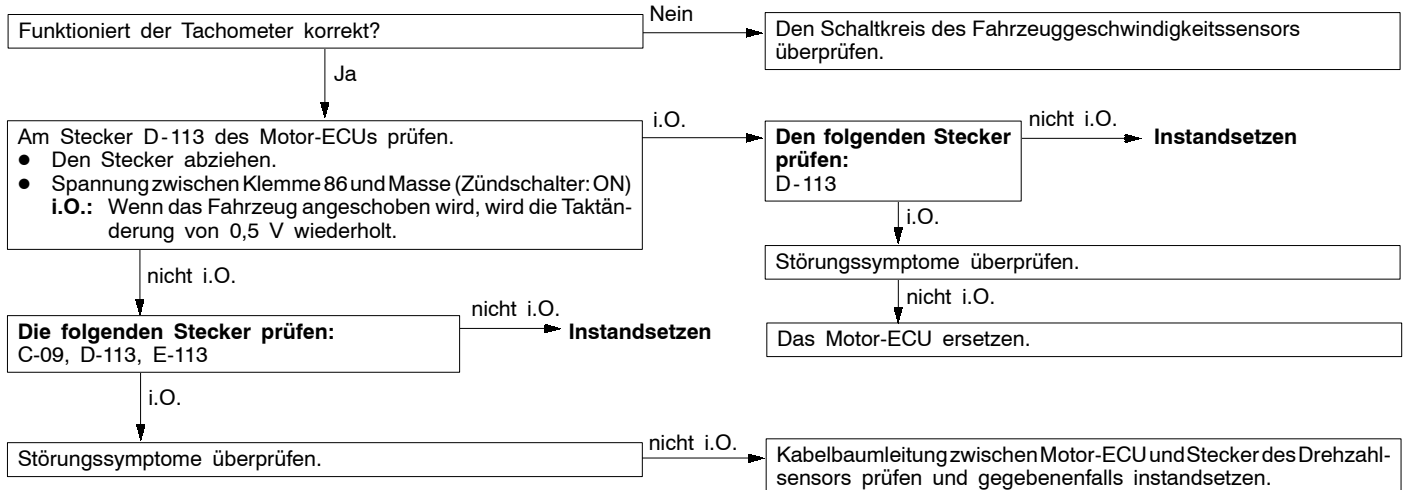 Funktioniert der Tachometer korrekt?
Nein
Den Schaltkreis des Fahrzeuggeschwindigkeitssensors
überprüfen.
Ja
Am Stecker D-113 des Motor-ECUs prüfen.
● Den Stecker abziehen.
● Spannung zwischen Klemme 86 und Masse (Zündschalter: ON)
i.O.: Wenn das Fahrzeug angeschoben wird, wird die Taktän-
derung von 0,5 V wiederholt.
i.O.
Den folgenden Stecker
prüfen:
D-113
nicht i.O.
Instandsetzen
i.O.
Störungssymptome überprüfen.
nicht i.O.
Das Motor-ECU ersetzen.
nicht i.O.
Die folgenden Stecker prüfen:
C-09, D-113, E-113
nicht i.O.
Instandsetzen
i.O.
Störungssymptome überprüfen.
nicht i.O.
Kabelbaumleitung zwischen Motor-ECU und Stecker des Drehzahl-
sensors prüfen und gegebenenfalls instandsetzen.